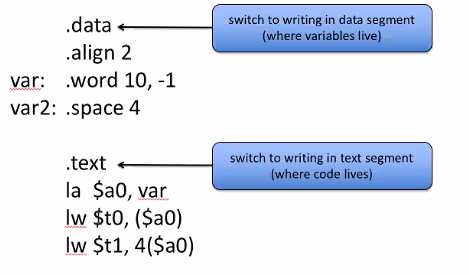 .data
switch to writing in data segment
(where variables live)
.align 2
var: .word 10, -1
var2: .space 4
.text
switch to writing in text segment
(where code lives)
la $a0, var
lw $t0, ($a0)
lw $t1, 4($a0)